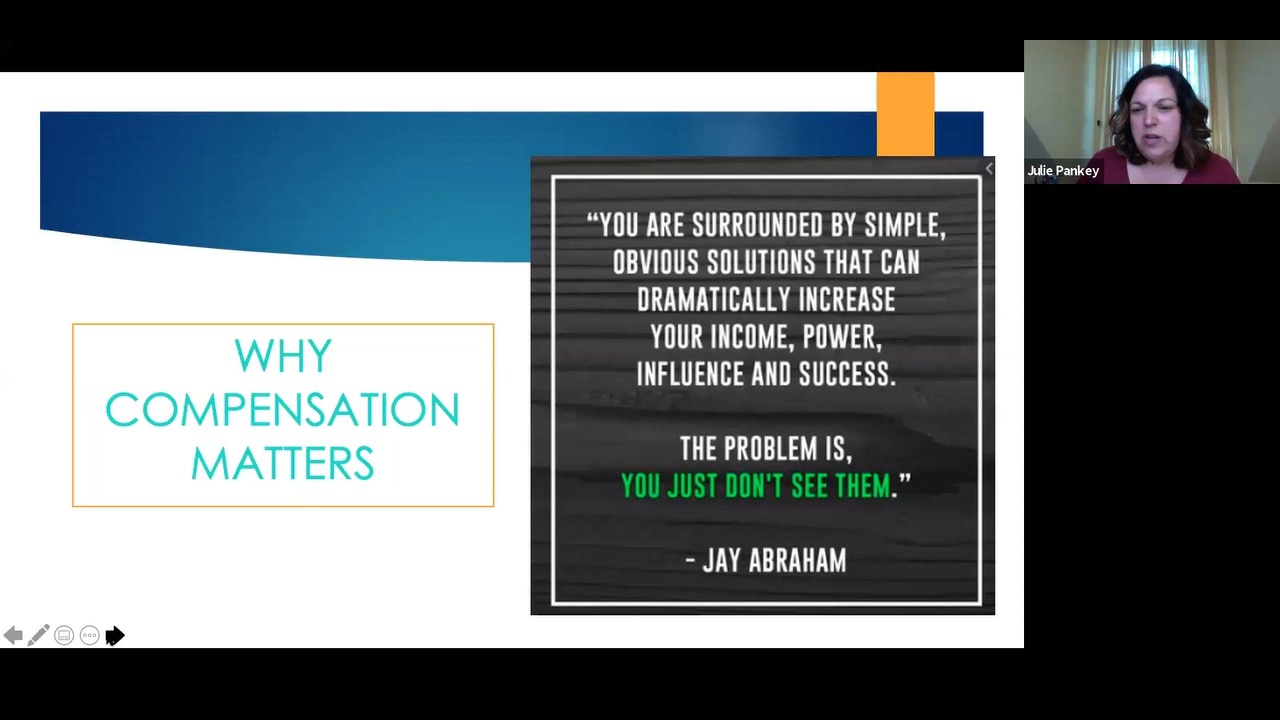 WHY
COMPENSATION
MATTERS
“YOU ARE SURROUNDED BY SIMPLE,
OBVIOUS SOLUTIONS THAT CAN
DRAMATICALLY INCREASE
YOUR INCOME, POWER,
INFLUENCE AND SUCCESS.
THE PROBLEM IS,
YOU JUST DON'T SEE THEM.”
- JAY ABRAHAM
Julie Pankey